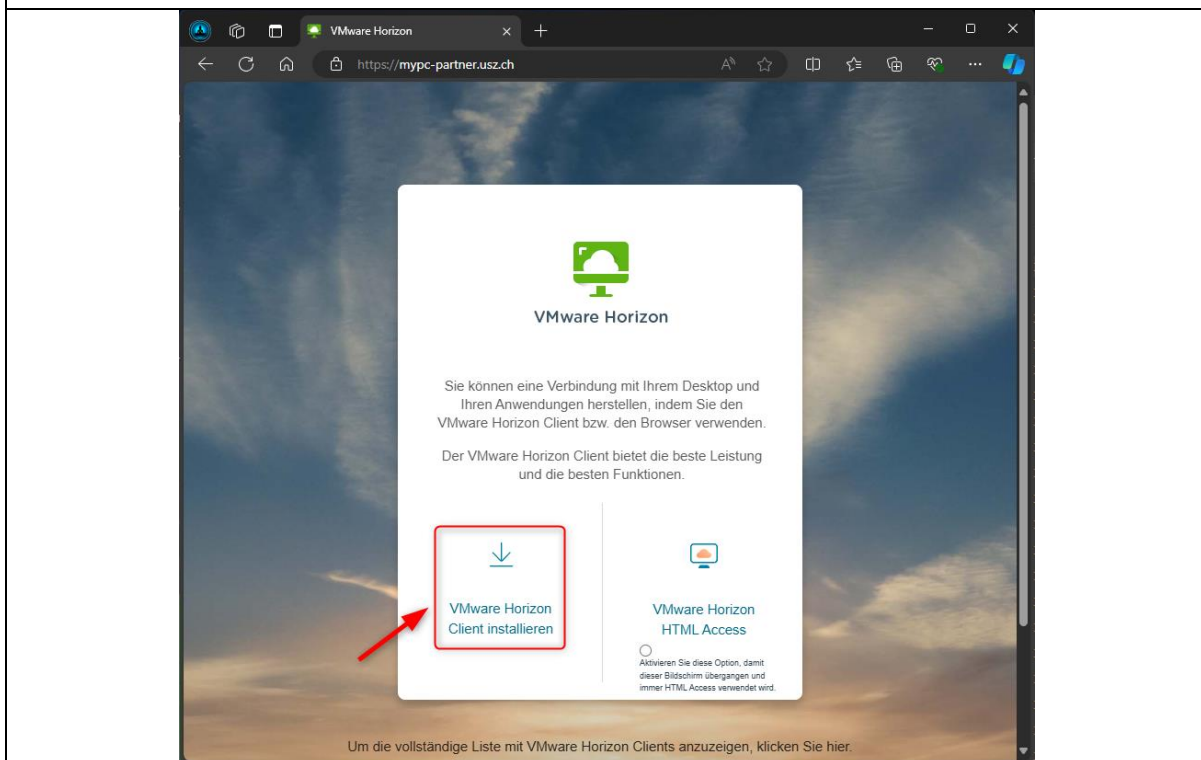 VMware Horizon
https://mypc-partner.usz.ch
VMware Horizon
Sie können eine Verbindung mit Ihrem Desktop und
Ihren Anwendungen herstellen, indem Sie den
VMware Horizon Client bzw. den Browser verwenden.
Der VMware Horizon Client bietet die beste Leistung
und die besten Funktionen.
VMware Horizon
Client installieren
VMware Horizon
HTML Access
Aktivieren Sie diese Option, damit
dieser Bildschirm übergangen und
immer HTML Access verwendet wird.
Um die vollständige Liste mit VMware Horizon Clients anzuzeigen, klicken Sie hier.